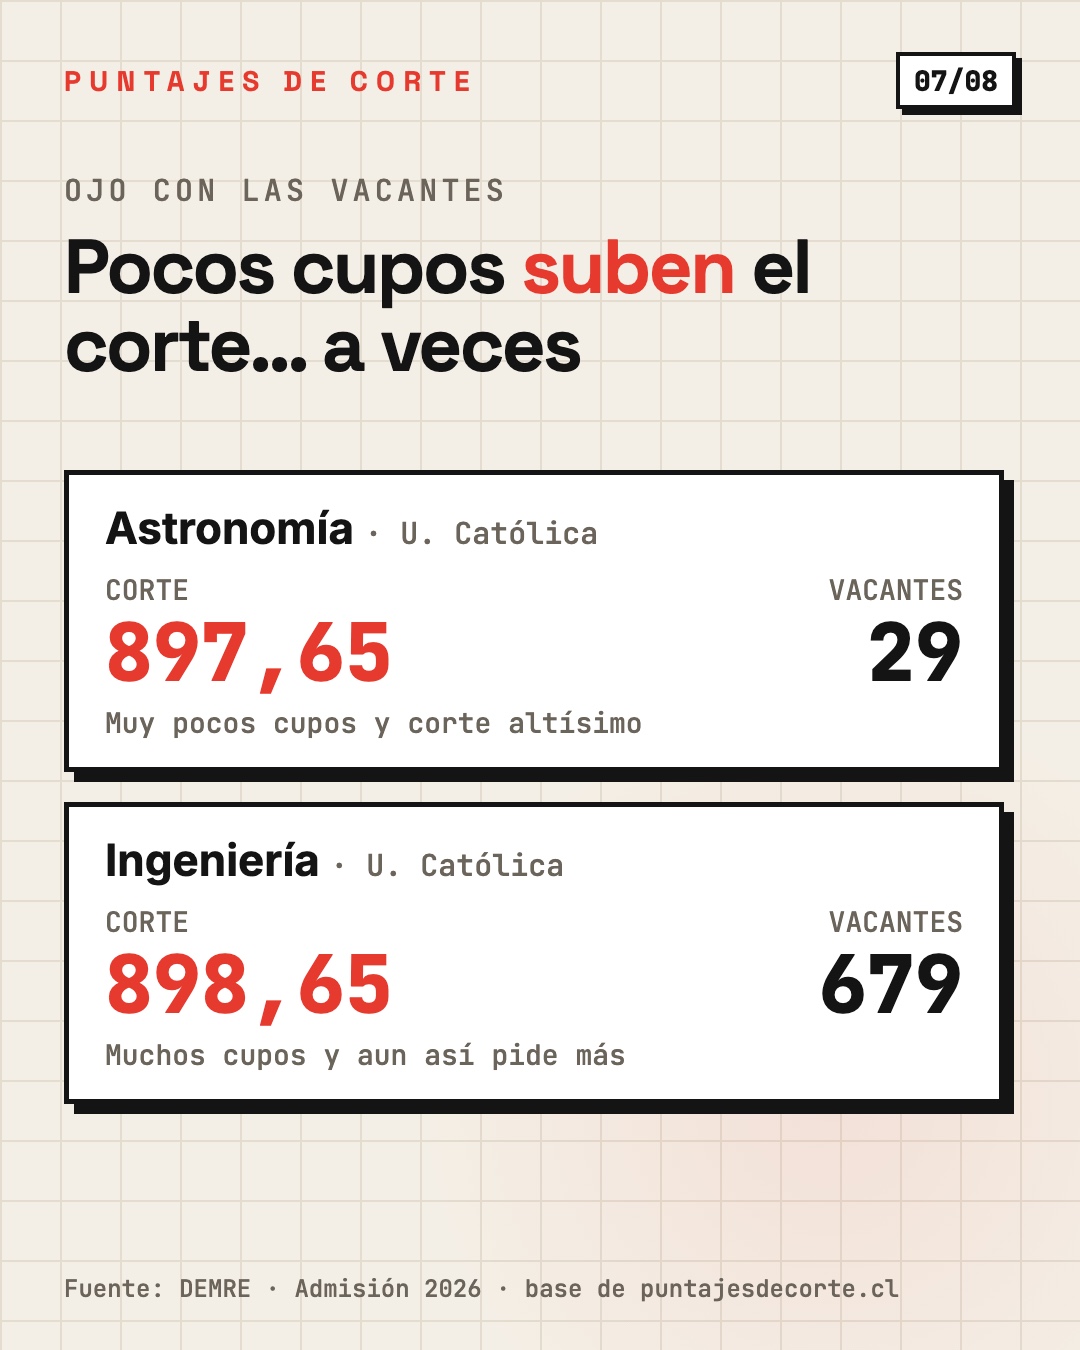 PUNTAJES DE CORTE
07/08
OJO CON LAS VACANTES
Pocos cupos suben el
corte... a veces
Astronomía · U. Católica
CORTE VACANTES
897,65 29
Muy pocos cupos y corte altísimo
Ingeniería · U. Católica
CORTE VACANTES
898,65 679
Muchos cupos y aun así pide más
Fuente: DEMRE · Admisión 2026 · base de puntajesdecorte.cl